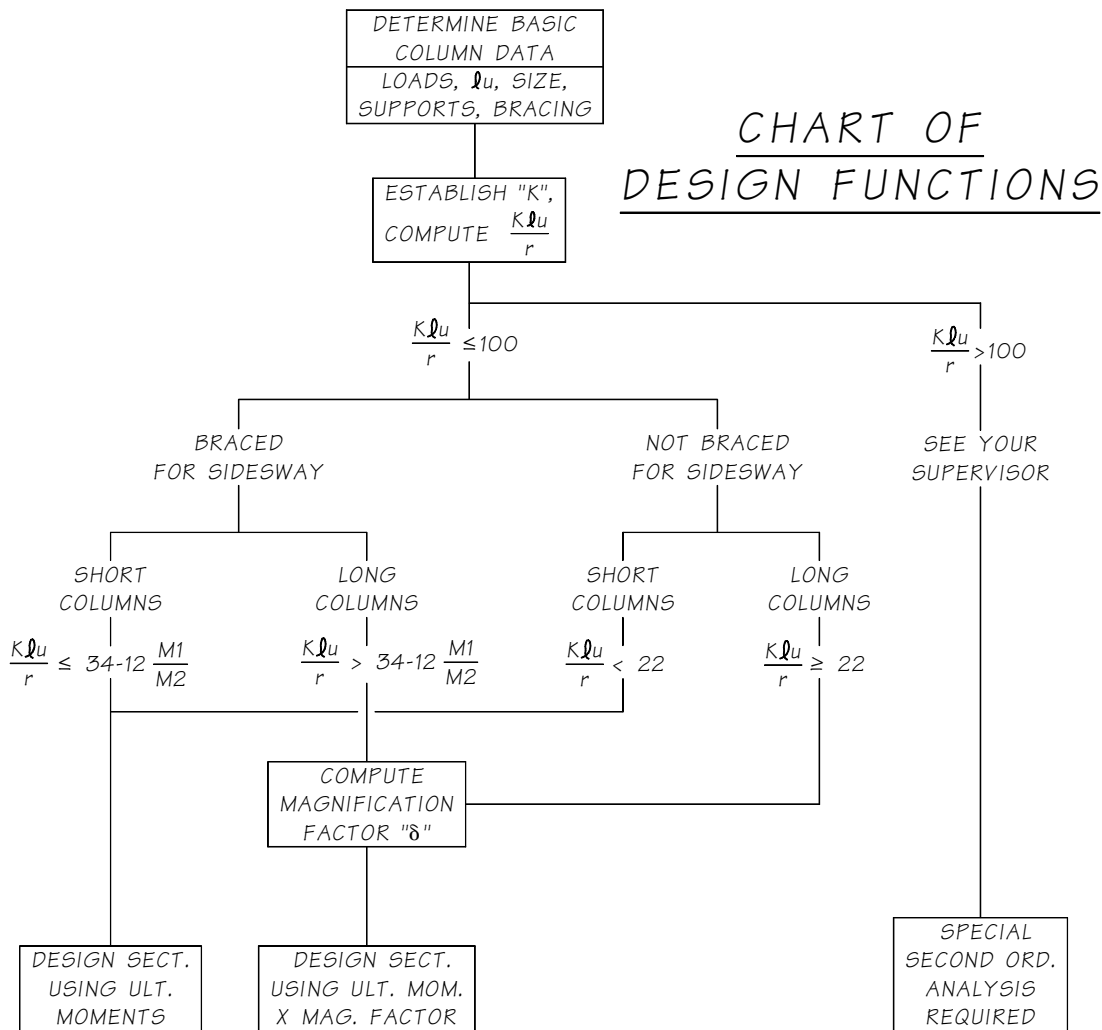 DETERMINE BASIC
COLUMN DATA
LOADS, ℓu, SIZE,
SUPPORTS, BRACING
CHART OF
DESIGN FUNCTIONS
ESTABLISH "K",
COMPUTE Kℓu
r
Kℓu
r
≤100
Kℓu
r
>100
BRACED
FOR SIDESWAY
NOT BRACED
FOR SIDESWAY
SEE YOUR
SUPERVISOR
SHORT
COLUMNS
LONG
COLUMNS
SHORT
COLUMNS
LONG
COLUMNS
Kℓu
r
≤ 34-12
M1
M2
Kℓu
r
> 34-12
M1
M2
Kℓu
r
< 22
Kℓu
r
≥ 22
COMPUTE
MAGNIFICATION
FACTOR "δ"
DESIGN SECT.
USING ULT.
MOMENTS
DESIGN SECT.
USING ULT. MOM.
X MAG. FACTOR
SPECIAL
SECOND ORD.
ANALYSIS
REQUIRED